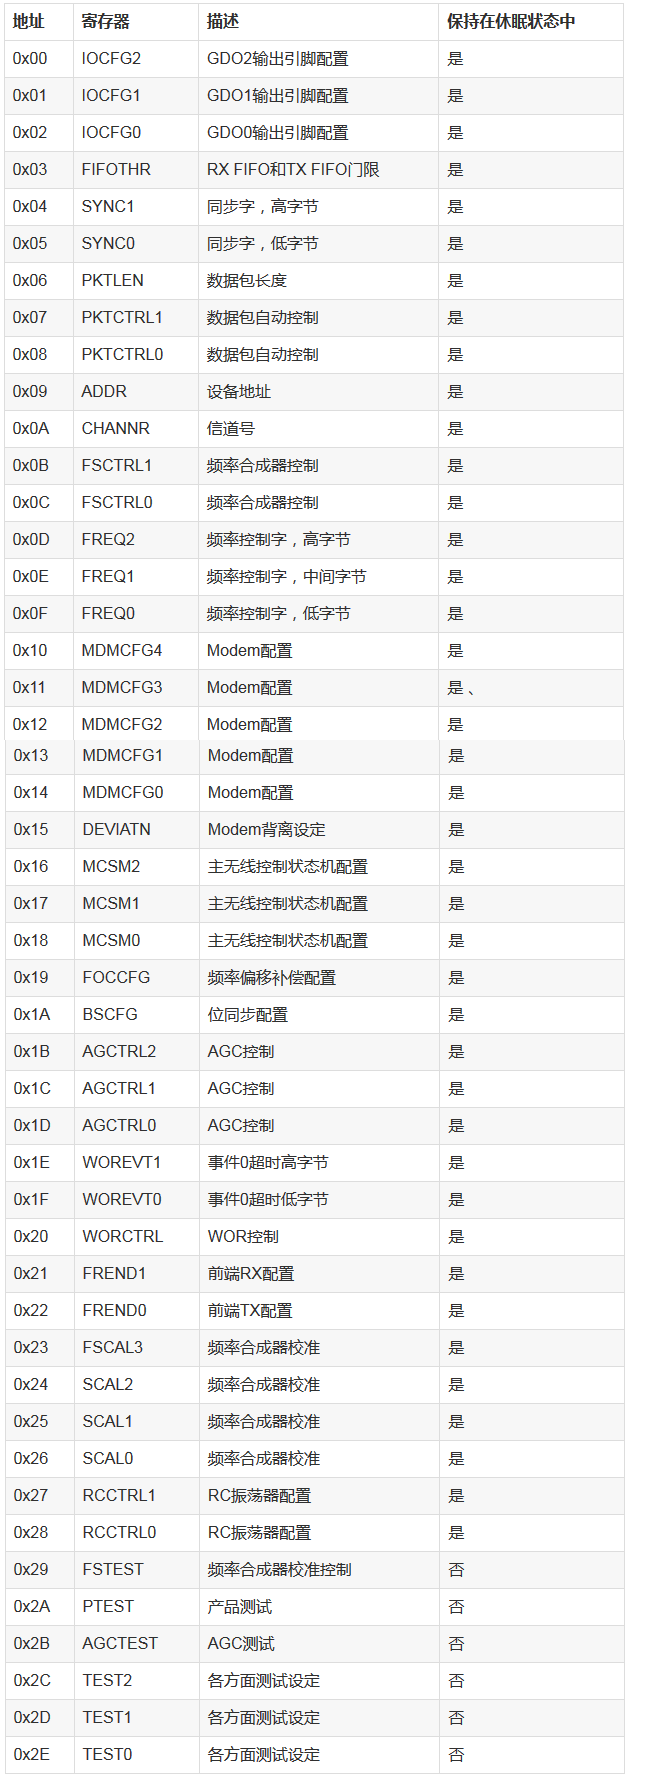 地址 寄存器 描述 保持在休眠状态中
0x00 IOCFG2 GDO2输出引脚配置 是
0x01 IOCFG1 GDO1输出引脚配置 是
0x02 IOCFG0 GDO0输出引脚配置 是
0x03 FIFOTHR RX FIFO和TX FIFO门限 是
0x04 SYNC1 同步字，高字节 是
0x05 SYNC0 同步字，低字节 是
0x06 PKTLEN 数据包长度 是
0x07 PKTCTRL1 数据包自动控制 是
0x08 PKTCTRL0 数据包自动控制 是
0x09 ADDR 设备地址 是
0x0A CHANNR 信道号 是
0x0B FSCTRL1 频率合成器控制 是
0x0C FSCTRL0 频率合成器控制 是
0x0D FREQ2 频率控制字，高字节 是
0x0E FREQ1 频率控制字，中间字节 是
0x0F FREQ0 频率控制字，低字节 是
0x10 MDMCFG4 Modem配置 是
0x11 MDMCFG3 Modem配置 是、
0x12 MDMCFG2 Modem配置 是
0x13 MDMCFG1 Modem配置 是
0x14 MDMCFG0 Modem配置 是
0x15 DEVIATN Modem背离设定 是
0x16 MCSM2 主无线控制状态机配置 是
0x17 MCSM1 主无线控制状态机配置 是
0x18 MCSM0 主无线控制状态机配置 是
0x19 FOCCFG 频率偏移补偿配置 是
0x1A BSCFG 位同步配置 是
0x1B AGCTRL2 AGC控制 是
0x1C AGCTRL1 AGC控制 是
0x1D AGCTRL0 AGC控制 是
0x1E WOREVT1 事件0超时高字节 是
0x1F WOREVT0 事件0超时低字节 是
0x20 WORCTRL WOR控制 是
0x21 FREND1 前端RX配置 是
0x22 FREND0 前端TX配置 是
0x23 FSCAL3 频率合成器校准 是
0x24 SCAL2 频率合成器校准 是
0x25 SCAL1 频率合成器校准 是
0x26 SCAL0 频率合成器校准 是
0x27 RCCTRL1 RC振荡器配置 是
0x28 RCCTRL0 RC振荡器配置 是
0x29 FSTEST 频率合成器校准控制 否
0x2A PTEST 产品测试 否
0x2B AGCTEST AGC测试 否
0x2C TEST2 各方面测试设定 否
0x2D TEST1 各方面测试设定 否
0x2E TEST0 各方面测试设定 否